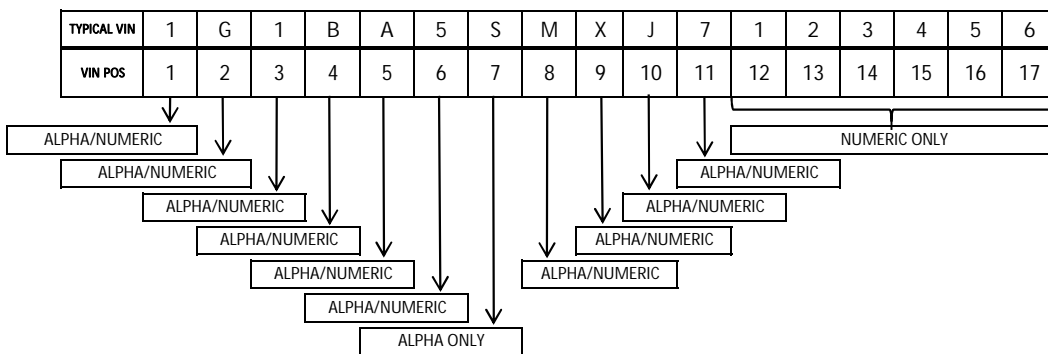 TYPICAL VIN 1 G 1 B A 5 S M X J 7 1 2 3 4 5 6
VIN POS 1 2 3 4 5 6 7 8 9 10 11 12 13 14 15 16 17
ALPHA/NUMERIC NUMERIC ONLY
ALPHA/NUMERIC ALPHA/NUMERIC
ALPHA/NUMERIC ALPHA/NUMERIC
ALPHA/NUMERIC ALPHA/NUMERIC
ALPHA/NUMERIC ALPHA/NUMERIC
ALPHA/NUMERIC
ALPHA ONLY